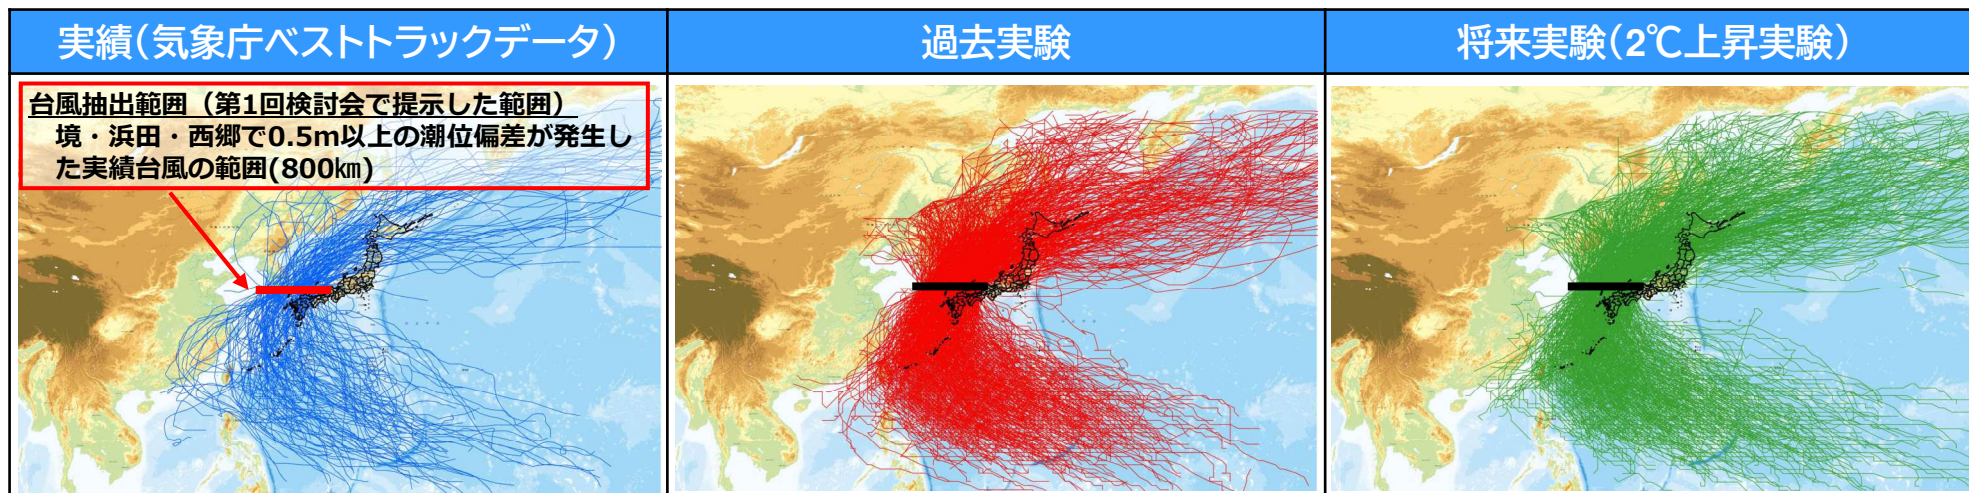 実績(気象庁ベストトラックデータ)
過去実験
将来実験(2℃上昇実験)
台風抽出範囲(第1回検討会で提示した範囲)
境・浜田・西郷で0.5m以上の潮位偏差が発生し
た実績台風の範囲(800㎞)